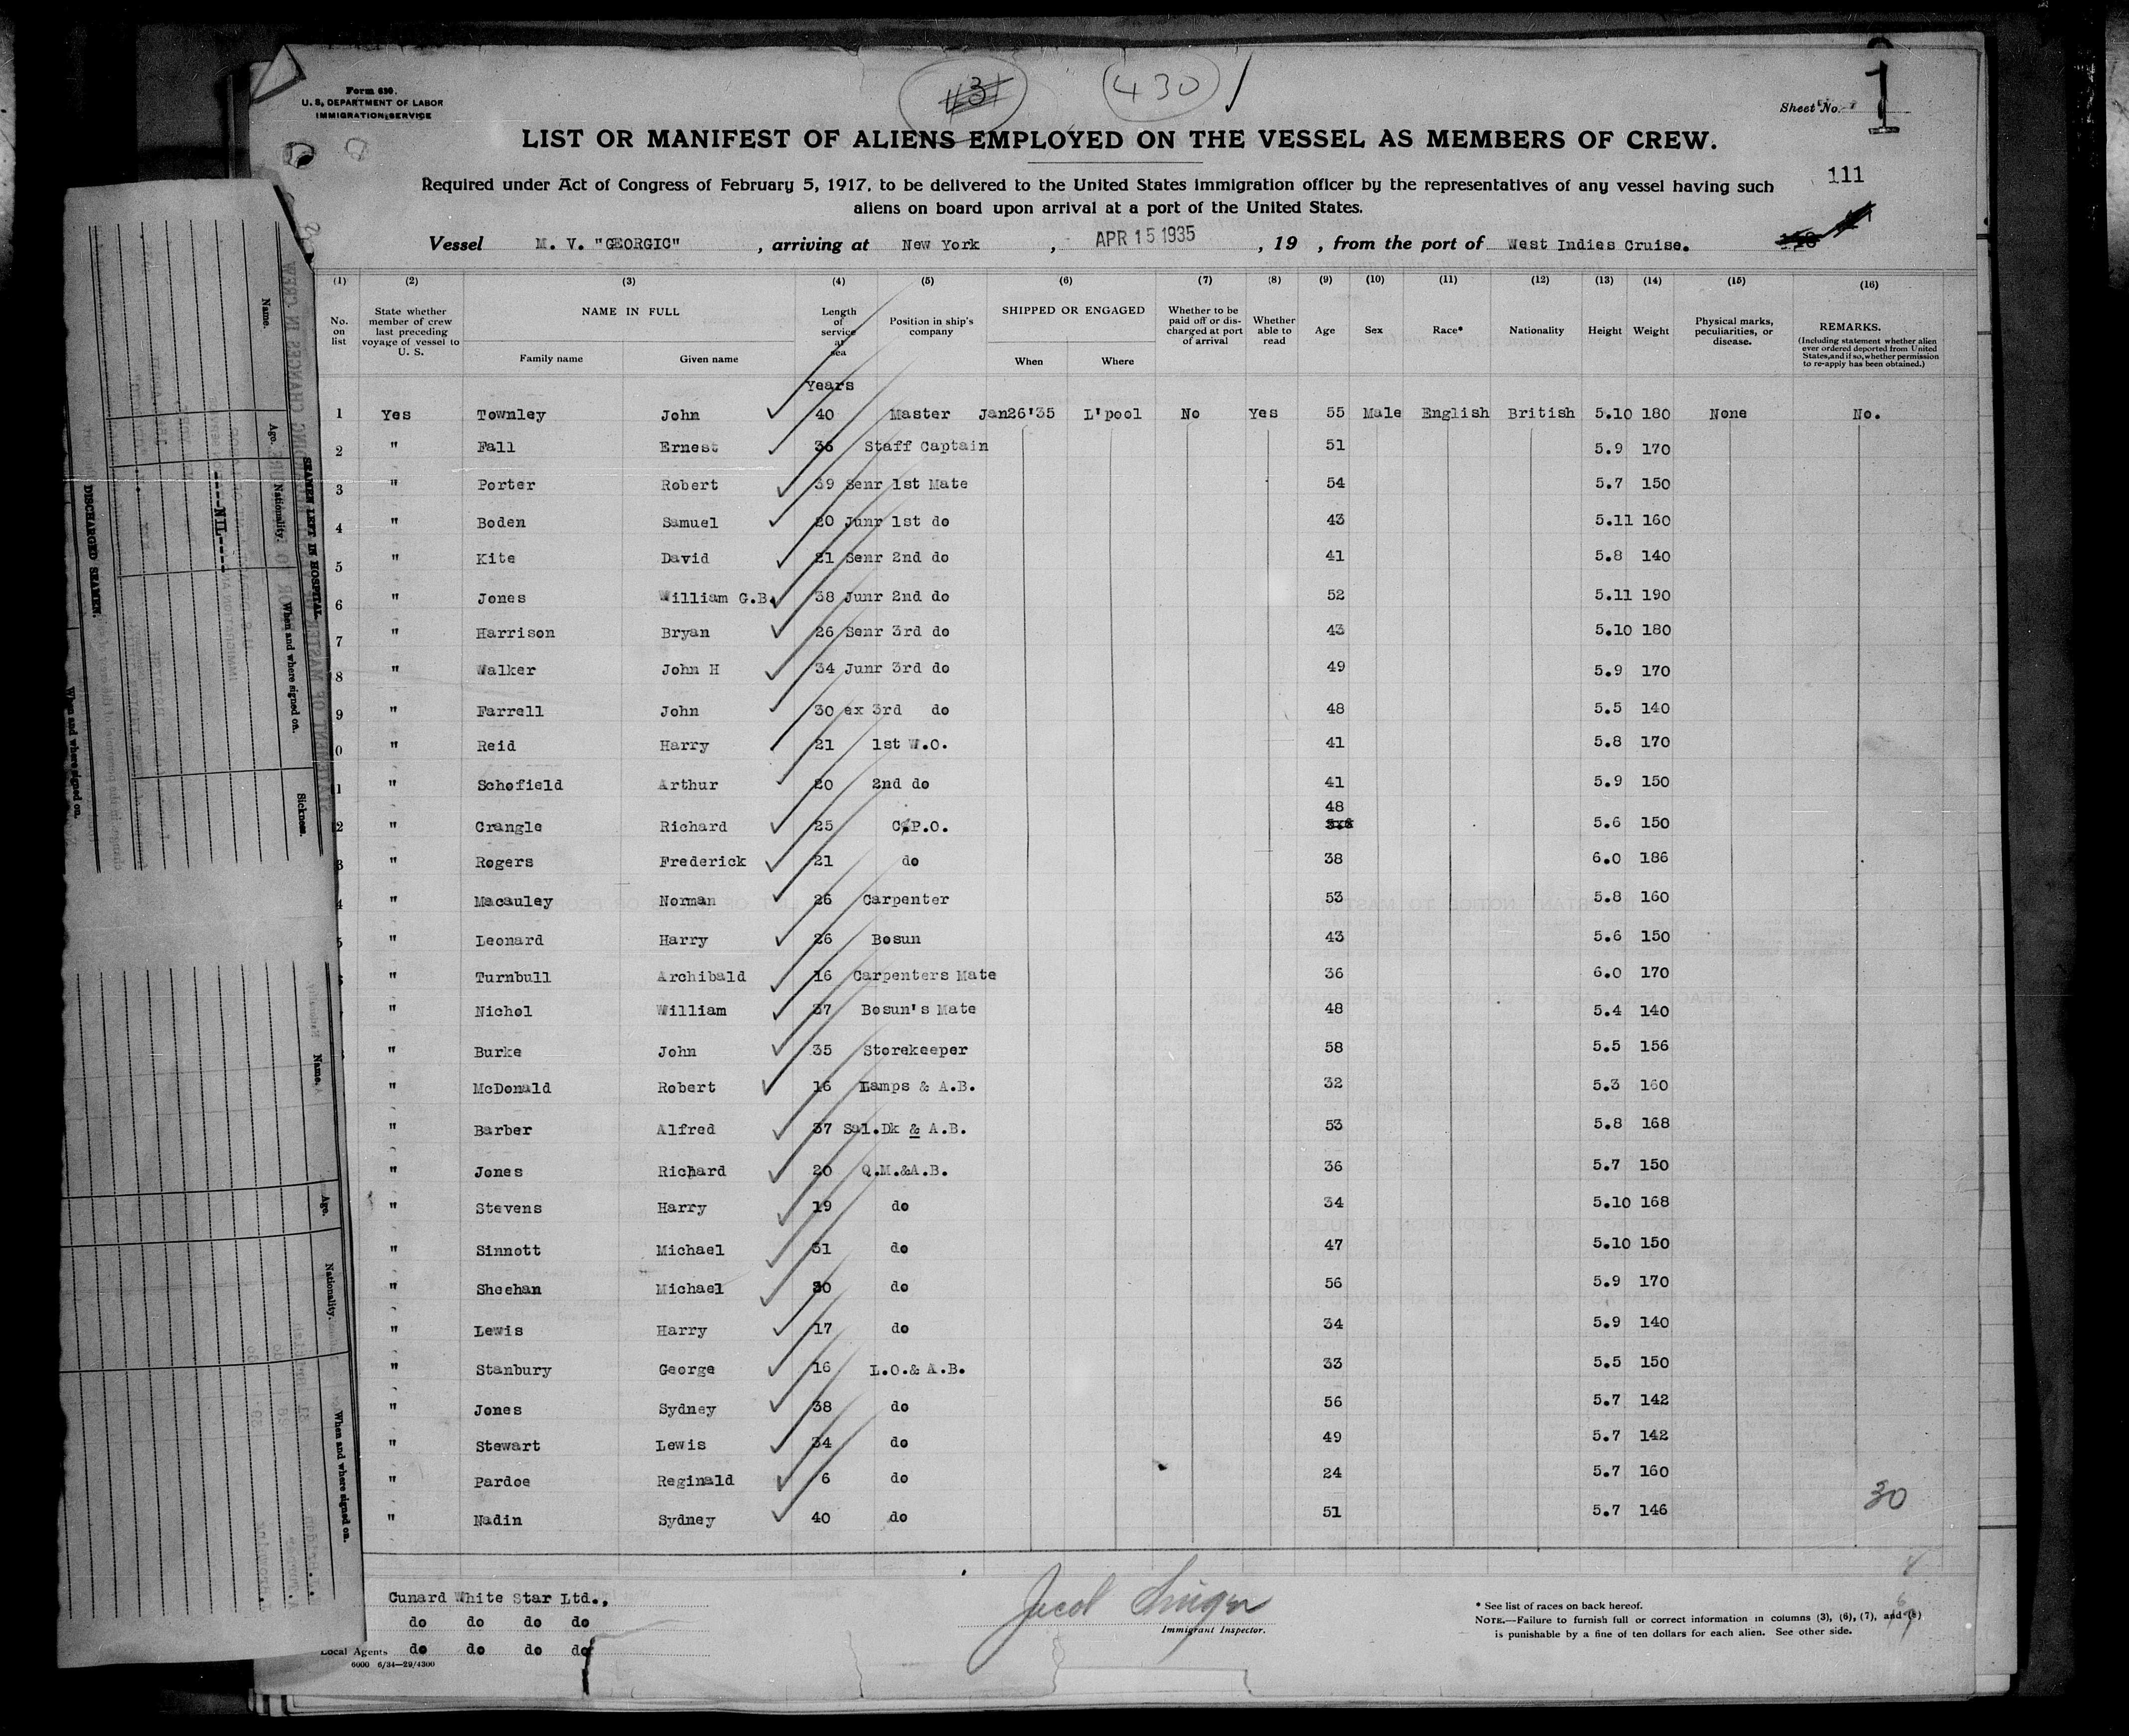 Form 630.
U. S. DEPARTMENT OF LABOR
IMMIGRATION SERVICE
430
Sheet No. 1
LIST OR MANIFEST OF ALIENS EMPLOYED ON THE VESSEL AS MEMBERS OF CREW.
Required under Act of Congress of February 5, 1917, to be delivered to the United States immigration officer by the representatives of any vessel having such
aliens on board upon arrival at a port of the United States.
111
Vessel M. V. "GEORGIC" , arriving at New York , APR 15 1935 , 19 , from the port of West Indies Cruise.
(1) (2) (3) (4) (5) (6) (7) (8) (9) (10) (11) (12) (13) (14) (15) (16)
No. on list State whether member of crew last preceding voyage of vessel to U. S. NAME IN FULL Family name Given name Length of service at sea Position in ship's company SHIPPED OR ENGAGED When Where Whether to be paid off or discharged at port of arrival Whether able to read Age Sex Race* Nationality Height Weight Physical marks, peculiarities, or disease. REMARKS. (Including statement whether alien ever ordered deported from United States, and if so, whether permission to re-apply has been obtained.)
Years
1 Yes Townley John 40 Master Jan26'35 L'pool No Yes 55 Male English British 5.10 180 None No.
2 " Fall Ernest 36 Staff Captain 51 5.9 170
3 " Porter Robert 39 Senr 1st Mate 54 5.7 150
4 " Boden Samuel 20 Junr 1st do 43 5.11 160
5 " Kite David 21 Senr 2nd do 41 5.8 140
6 " Jones William G.B. 38 Junr 2nd do 52 5.11 190
7 " Harrison Bryan 26 Senr 3rd do 43 5.10 180
8 " Walker John H 34 Junr 3rd do 49 5.9 170
9 " Farrell John 30 ex 3rd do 48 5.5 140
0 " Reid Harry 21 1st W.O. 41 5.8 170
1 " Schofield Arthur 20 2nd do 41 5.9 150
2 " Crangle Richard 25 C.P.O. 48 5.6 150
3 " Rogers Frederick 21 do 38 6.0 186
4 " Macauley Norman 26 Carpenter 53 5.8 160
5 " Leonard Harry 26 Bosun 43 5.6 150
" Turnbull Archibald 16 Carpenters Mate 36 6.0 170
" Nichol William 37 Bosun's Mate 48 5.4 140
" Burke John 35 Storekeeper 58 5.5 156
" McDonald Robert 16 Lamps & A.B. 32 5.3 160
" Barber Alfred 37 Sal.Dk & A.B. 53 5.8 168
" Jones Richard 20 Q.M.&A.B. 36 5.7 150
" Stevens Harry 19 do 34 5.10 168
" Sinnott Michael 31 do 47 5.10 150
" Sheehan Michael 30 do 56 5.9 170
" Lewis Harry 17 do 34 5.9 140
" Stanbury George 16 L.O.& A.B. 33 5.5 150
" Jones Sydney 38 do 56 5.7 142
" Stewart Lewis 34 do 49 5.7 142
" Pardoe Reginald 6 do 24 5.7 160
" Nadin Sydney 40 do 51 5.7 146
30
Cunard White Star Ltd.,
do do do do
Local Agents do do do do
6000 6/34—29/4300
Jacob Singer
Immigrant Inspector.
* See list of races on back hereof.
NOTE.—Failure to furnish full or correct information in columns (3), (6), (7), and (8)
is punishable by a fine of ten dollars for each alien. See other side.
SEAMEN LEFT IN HOSPITAL
Name. Age. Nationality When and where signed on. Sickness.
NIL
DISCHARGED SEAMEN.
Name. Age. Nationality. When and where signed on.